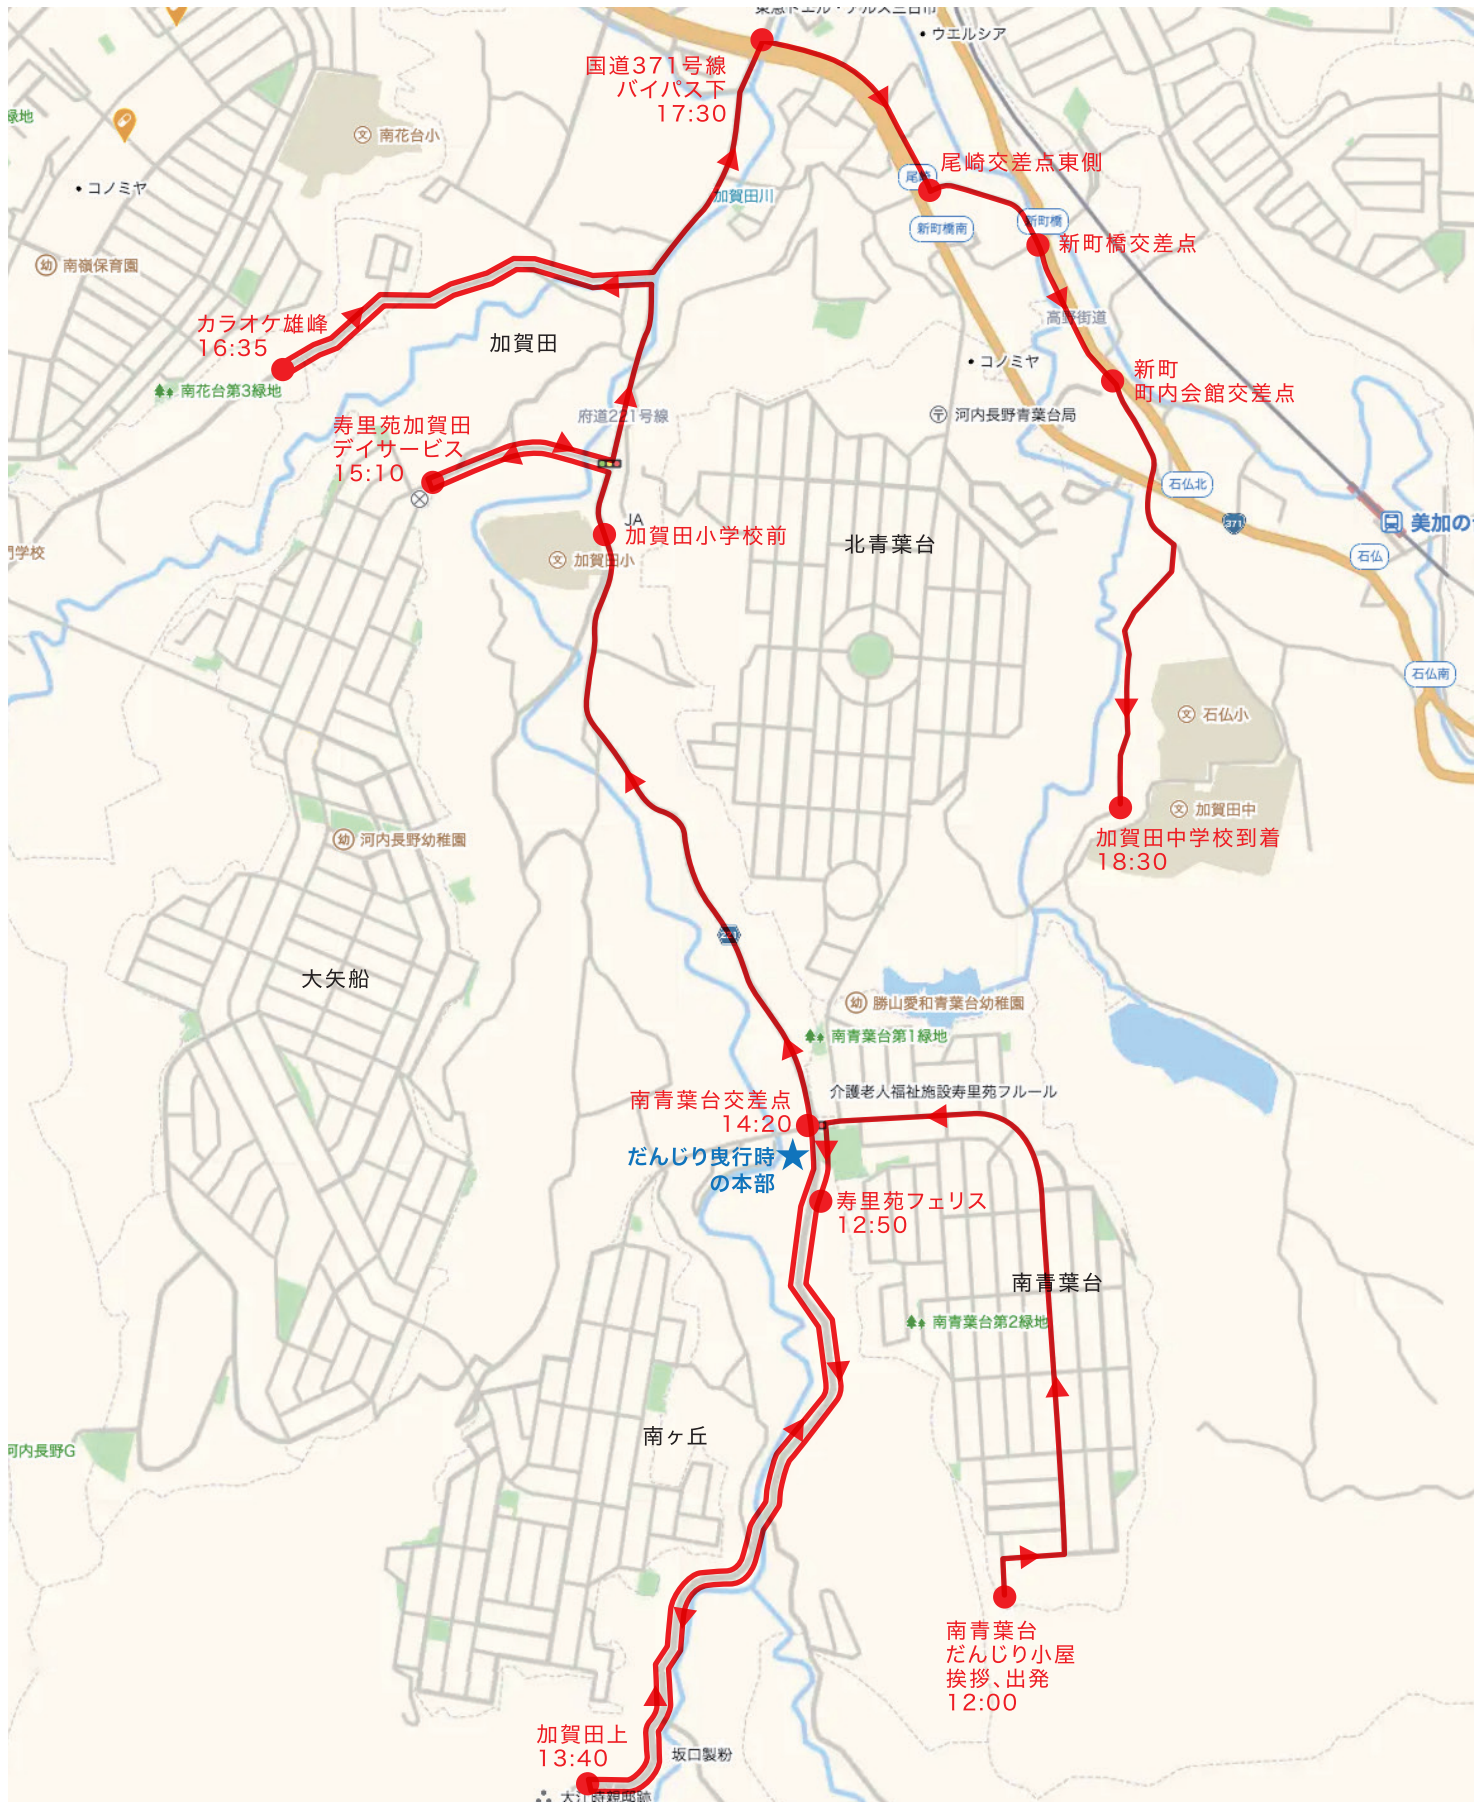 ウエルシア
国道371号線
バイパス下
17:30
緑地
南花台小
尾崎交差点東側
コノミヤ
加賀田川
新町橋
新町橋南
新町橋交差点
南嶺保育園
高野街道
カラオケ雄峰
16:35
加賀田
コノミヤ
新町
町内会館交差点
南花台第3緑地
府道221号線
河内長野青葉台局
寿里苑加賀田
デイサービス
15:10
石仏北
371
美加の
JA
加賀田小学校前
北青葉台
学校
石仏
加賀田小
石仏南
石仏小
加賀田中
河内長野幼稚園
加賀田中学校到着
18:30
大矢船
勝山愛和青葉台幼稚園
南青葉台第1緑地
介護老人福祉施設寿里苑フルール
南青葉台交差点
14:20
だんじり曳行時
の本部
寿里苑フェリス
12:50
南青葉台
南青葉台第2緑地
南ヶ丘
河内長野G
南青葉台
だんじり小屋
挨拶、出発
12:00
加賀田上
13:40
坂口製粉